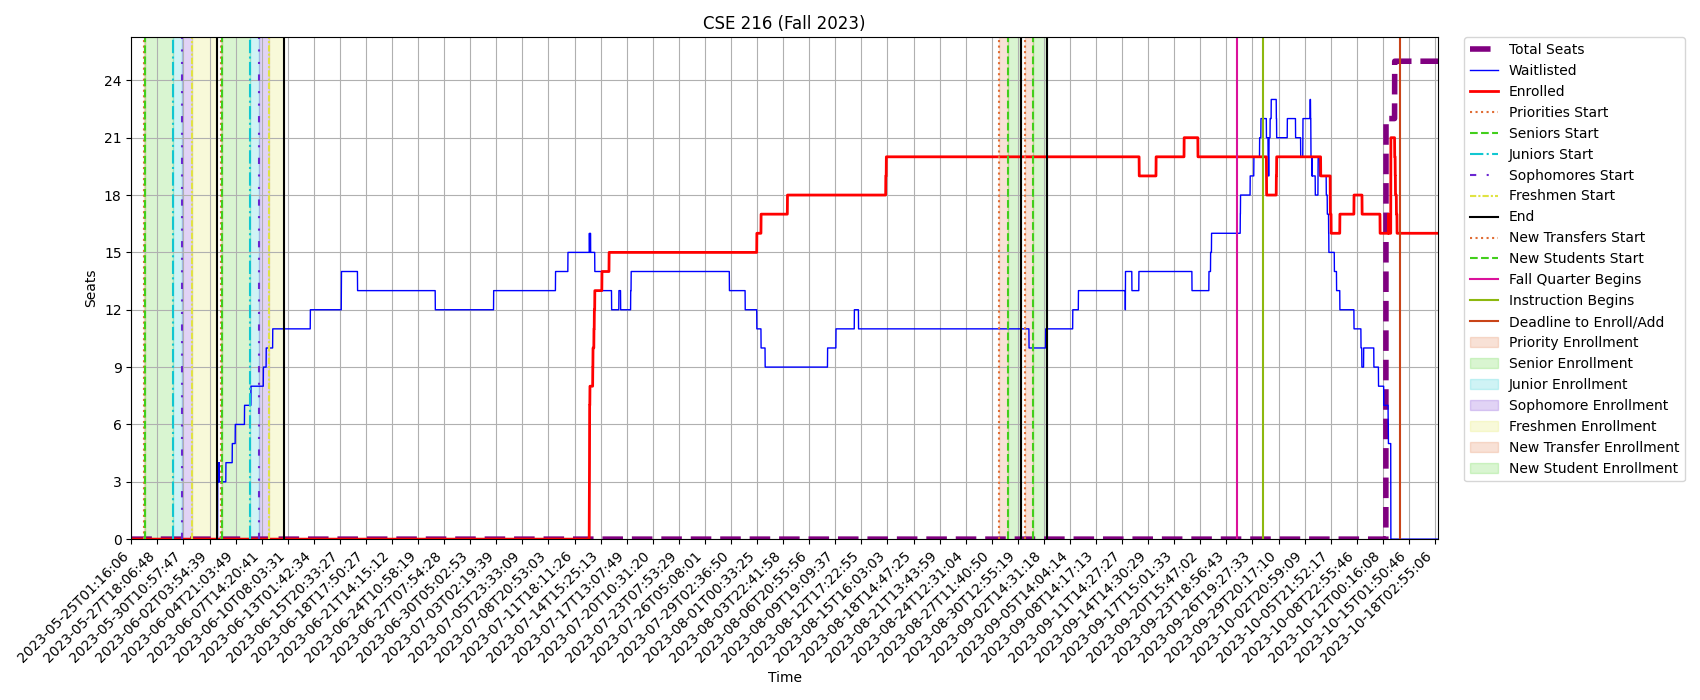 CSE 216 (Fall 2023)
Seats
24
21
18
15
12
9
6
3
0
2023-05-25T01:16:06
2023-05-27T18:06:48
2023-05-30T10:57:47
2023-06-02T03:54:39
2023-06-04T21:03:49
2023-06-07T14:20:41
2023-06-10T08:03:31
2023-06-13T01:42:34
2023-06-15T20:33:27
2023-06-18T17:50:27
2023-06-21T14:15:12
2023-06-24T10:58:19
2023-06-27T07:54:28
2023-06-30T05:02:53
2023-07-03T02:19:39
2023-07-05T23:33:09
2023-07-08T20:53:03
2023-07-11T18:11:26
2023-07-14T15:25:13
2023-07-17T13:07:49
2023-07-20T10:31:20
2023-07-23T07:53:29
2023-07-26T05:08:01
2023-07-29T02:36:50
2023-08-01T00:33:25
2023-08-03T22:41:58
2023-08-06T20:55:56
2023-08-09T19:09:37
2023-08-12T17:22:55
2023-08-15T16:03:03
2023-08-18T14:47:25
2023-08-21T13:43:59
2023-08-24T12:31:04
2023-08-27T11:40:50
2023-08-30T12:55:19
2023-09-02T14:31:18
2023-09-05T14:04:14
2023-09-08T14:17:13
2023-09-11T14:27:27
2023-09-14T14:30:29
2023-09-17T15:01:33
2023-09-20T15:47:02
2023-09-23T18:56:43
2023-09-26T19:27:33
2023-09-29T20:17:10
2023-10-02T20:59:09
2023-10-05T21:52:17
2023-10-08T22:55:46
2023-10-12T00:16:08
2023-10-15T01:50:46
2023-10-18T02:55:06
Time
Total Seats
Waitlisted
Enrolled
Priorities Start
Seniors Start
Juniors Start
Sophomores Start
Freshmen Start
End
New Transfers Start
New Students Start
Fall Quarter Begins
Instruction Begins
Deadline to Enroll/Add
Priority Enrollment
Senior Enrollment
Junior Enrollment
Sophomore Enrollment
Freshmen Enrollment
New Transfer Enrollment
New Student Enrollment